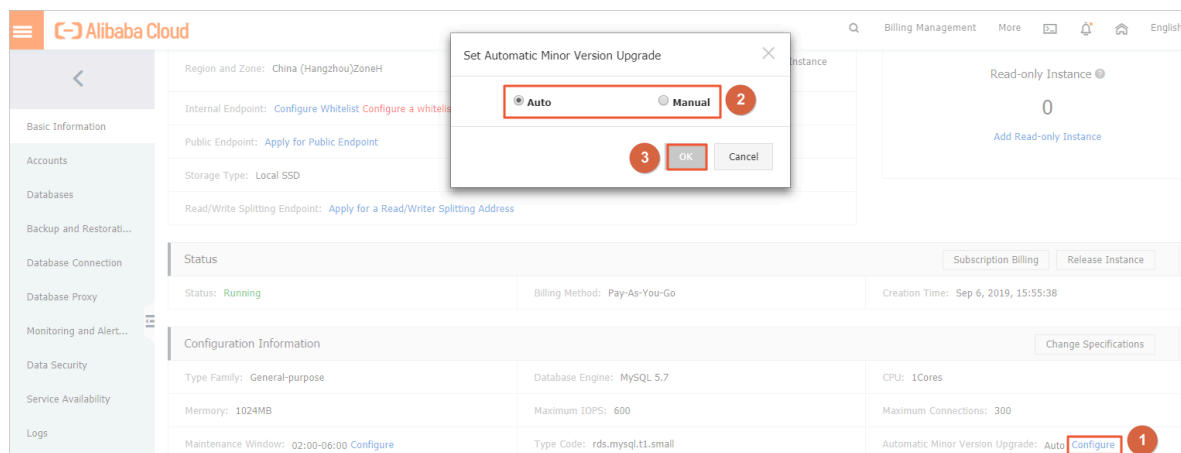 Alibaba Cloud
Billing Management More English
Set Automatic Minor Version Upgrade
Auto Manual 2
3 OK Cancel
Basic Information
Accounts
Databases
Backup and Restorati...
Database Connection
Database Proxy
Monitoring and Alert...
Data Security
Service Availability
Logs
Region and Zone: China (Hangzhou)ZoneH
Instance
Internal Endpoint: Configure Whitelist Configure a whitelis
Public Endpoint: Apply for Public Endpoint
Storage Type: Local SSD
Read/Write Splitting Endpoint: Apply for a Read/Writer Splitting Address
Read-only Instance
0
Add Read-only Instance
Status Subscription Billing Release Instance
Status: Running Billing Method: Pay-As-You-Go Creation Time: Sep 6, 2019, 15:55:38
Configuration Information Change Specifications
Type Family: General-purpose Database Engine: MySQL 5.7 CPU: 1Cores
Mermory: 1024MB Maximum IOPS: 600 Maximum Connections: 300
Maintenance Window: 02:00-06:00 Configure Type Code: rds.mysql.t1.small Automatic Minor Version Upgrade: Auto Configure 1